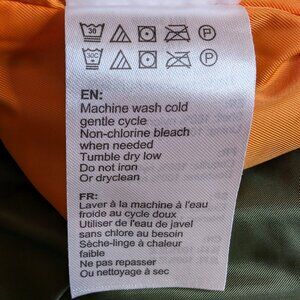 30
P
30C
P
EN:
Machine wash cold
gentle cycle
Non-chlorine bleach
when needed
Tumble dry low
Do not iron
Or dryclean
FR:
Laver à la machine à l'eau
froide au cycle doux
Utiliser de l'eau de javel
sans chlore au besoin
Sèche-linge à chaleur
faible
Ne pas repasser
Ou nettoyage à sec